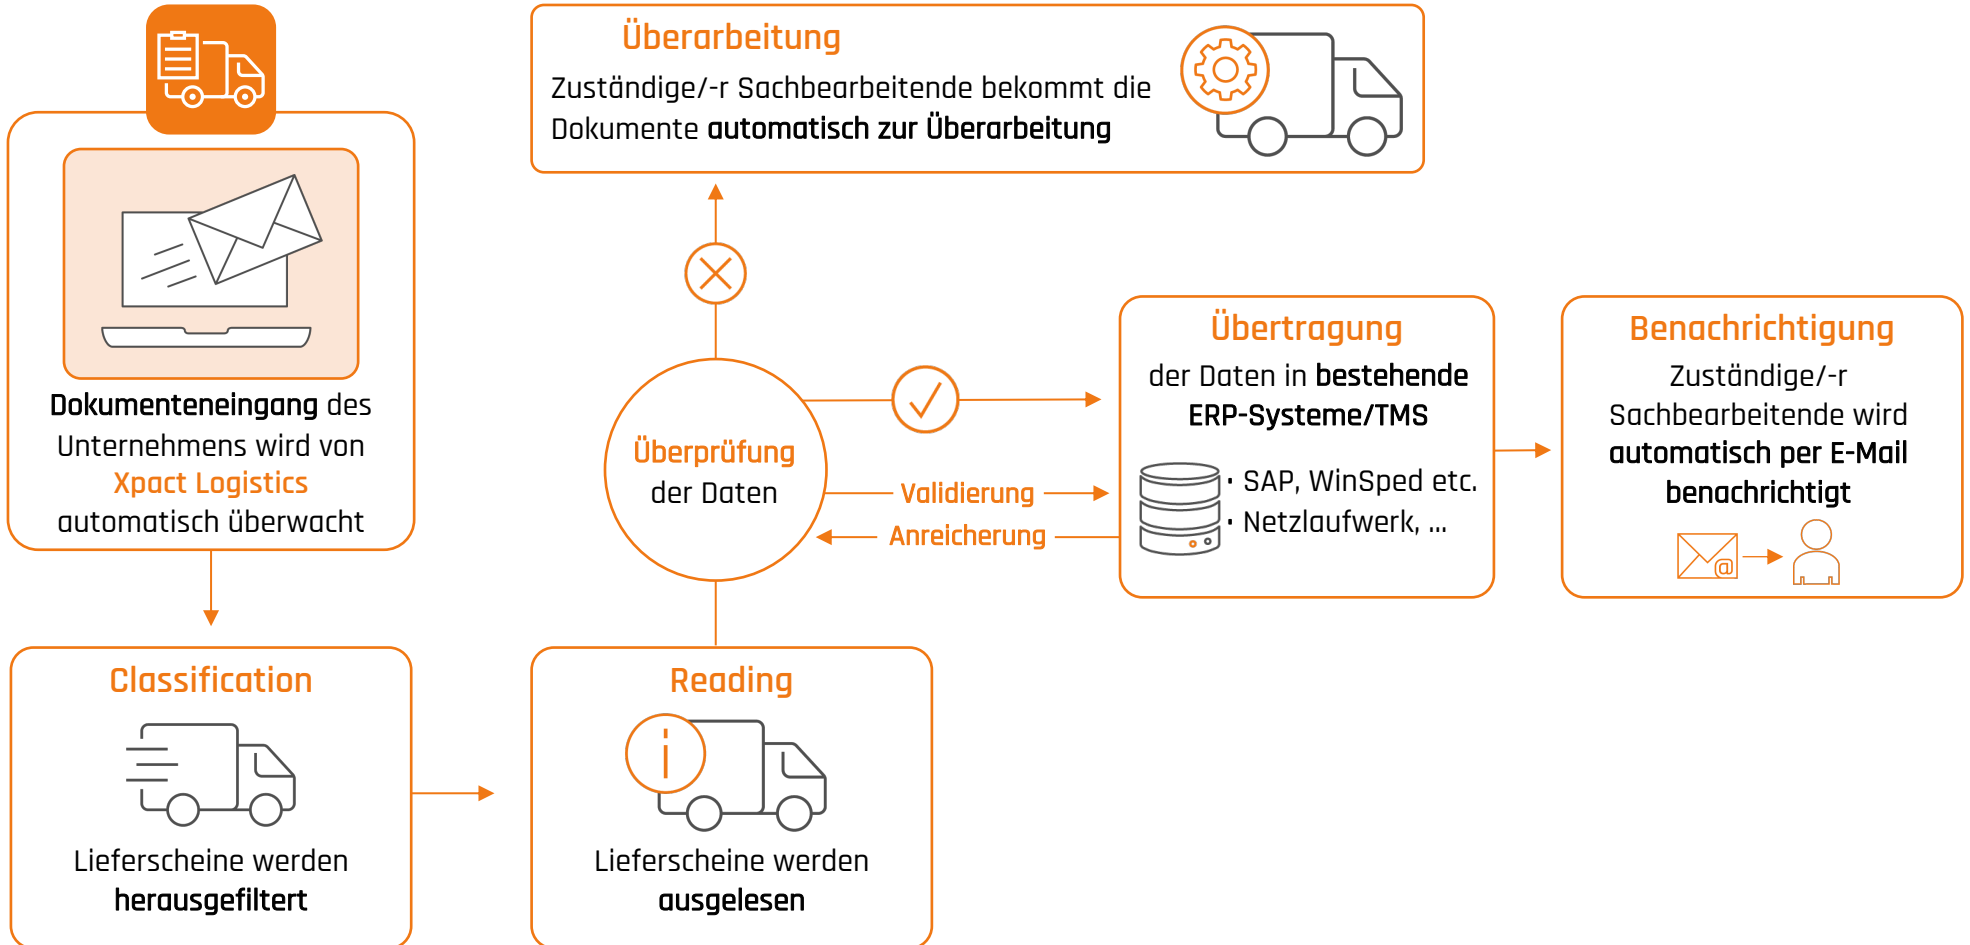 Dokumenteneingang des
Unternehmens wird von
Xpact Logistics
automatisch überwacht
Classification
Lieferscheine werden
herausgefiltert
Reading
Lieferscheine werden
ausgelesen
Überprüfung
der Daten
Überarbeitung
Zuständige/-r Sachbearbeitende bekommt die
Dokumente automatisch zur Überarbeitung
Validierung
Anreicherung
Übertragung
der Daten in bestehende
ERP-Systeme/TMS
· SAP, WinSped etc.
· Netzlaufwerk, ...
Benachrichtigung
Zuständige/-r
Sachbearbeitende wird
automatisch per E-Mail
benachrichtigt
@